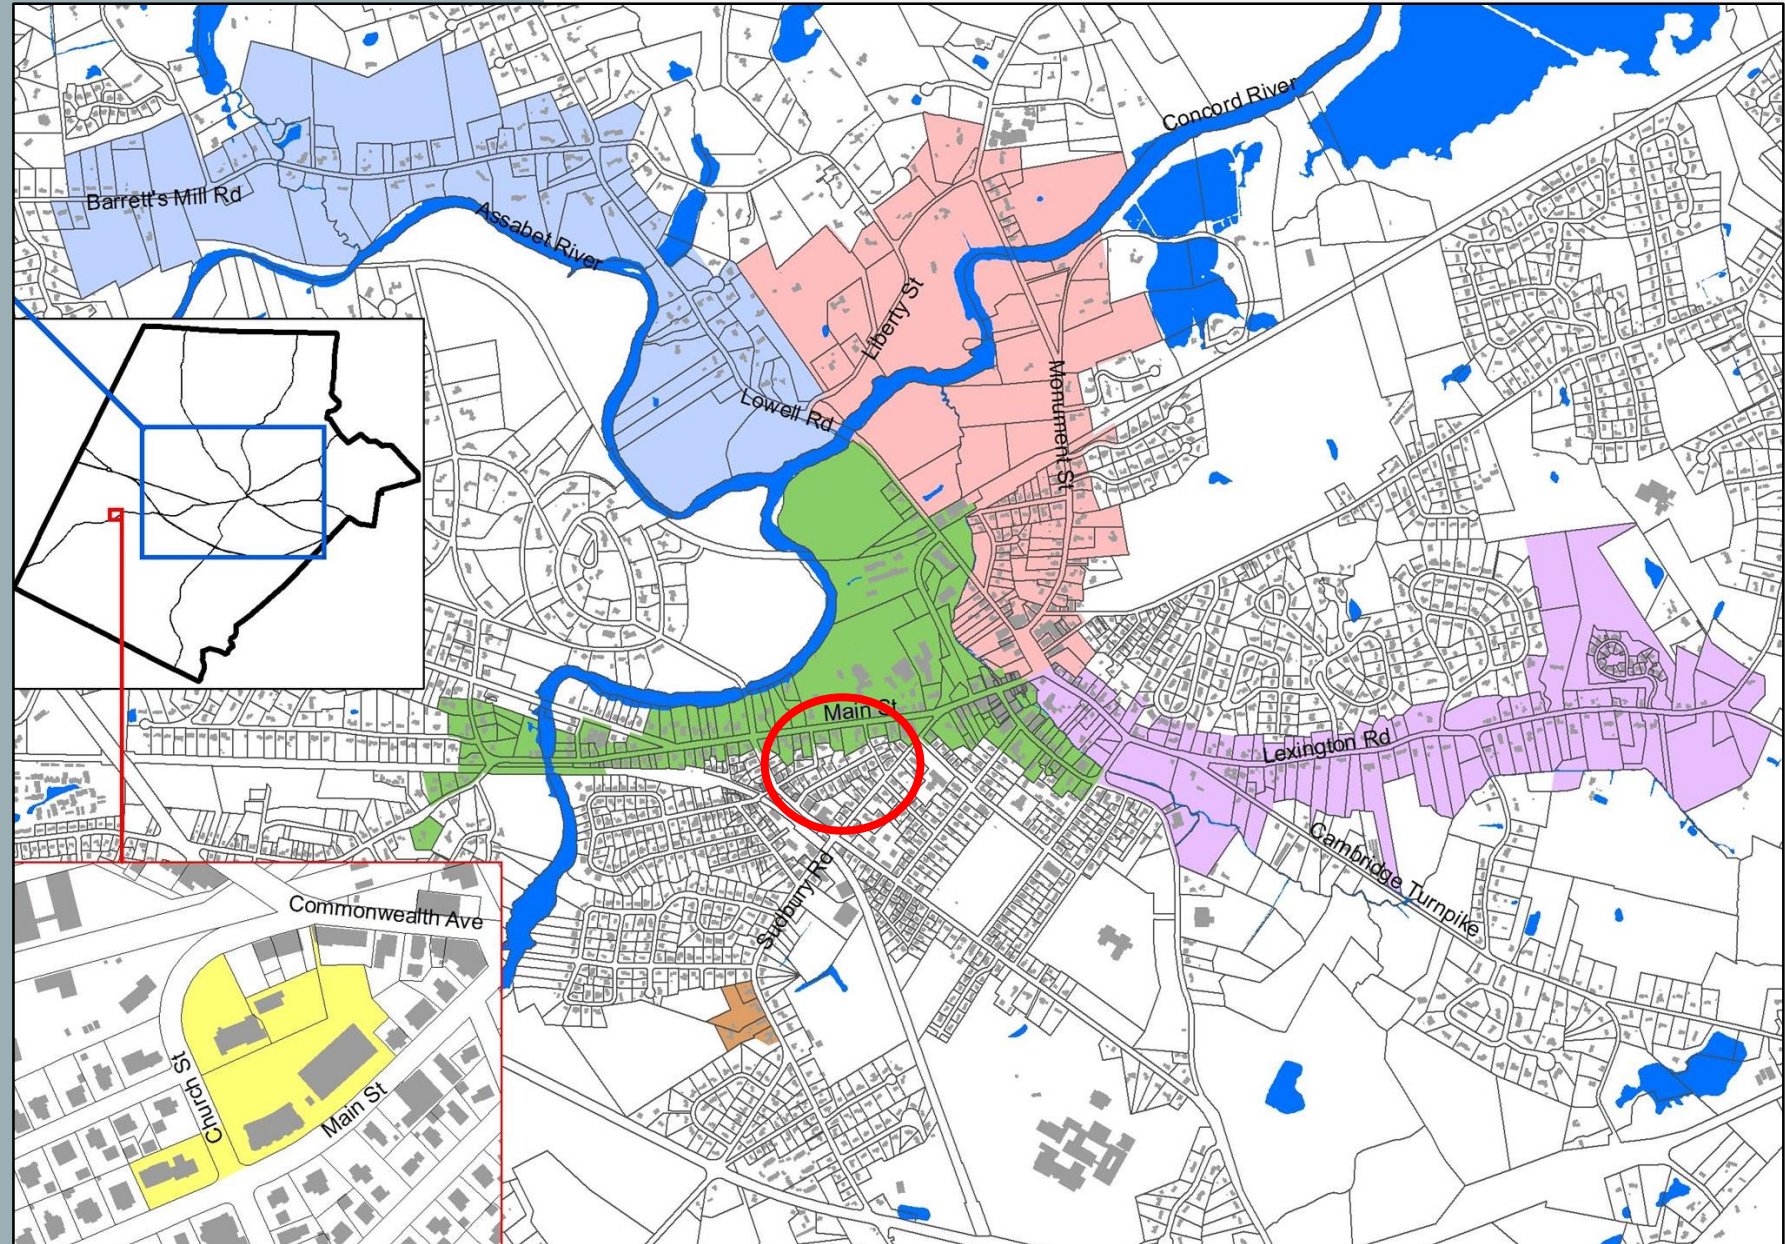 Concord River
Barrett's Mill Rd
Assabet River
Liberty St
Lowell Rd
Monument St
Main St
Lexington Rd
Cambridge Turnpike
Sudbury Rd
Commonwealth Ave
Church St
Main St